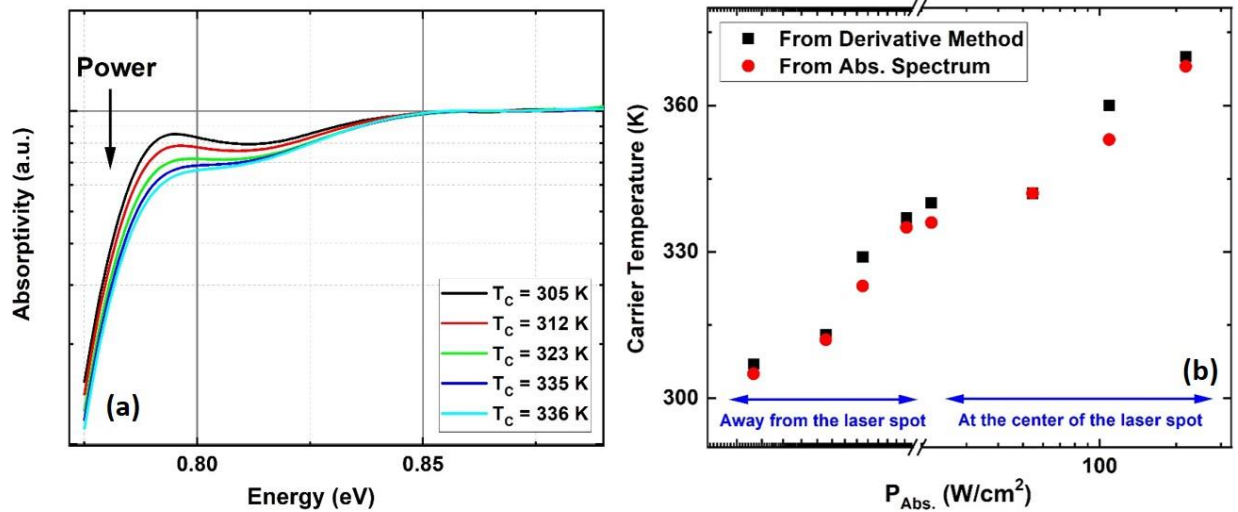 Power
Absorptivity (a.u.)
T_C = 305 K
T_C = 312 K
T_C = 323 K
T_C = 335 K
T_C = 336 K
(a)
0.80
0.85
Energy (eV)
From Derivative Method
From Abs. Spectrum
Carrier Temperature (K)
360
330
300
(b)
Away from the laser spot
At the center of the laser spot
100
P_Abs. (W/cm²)